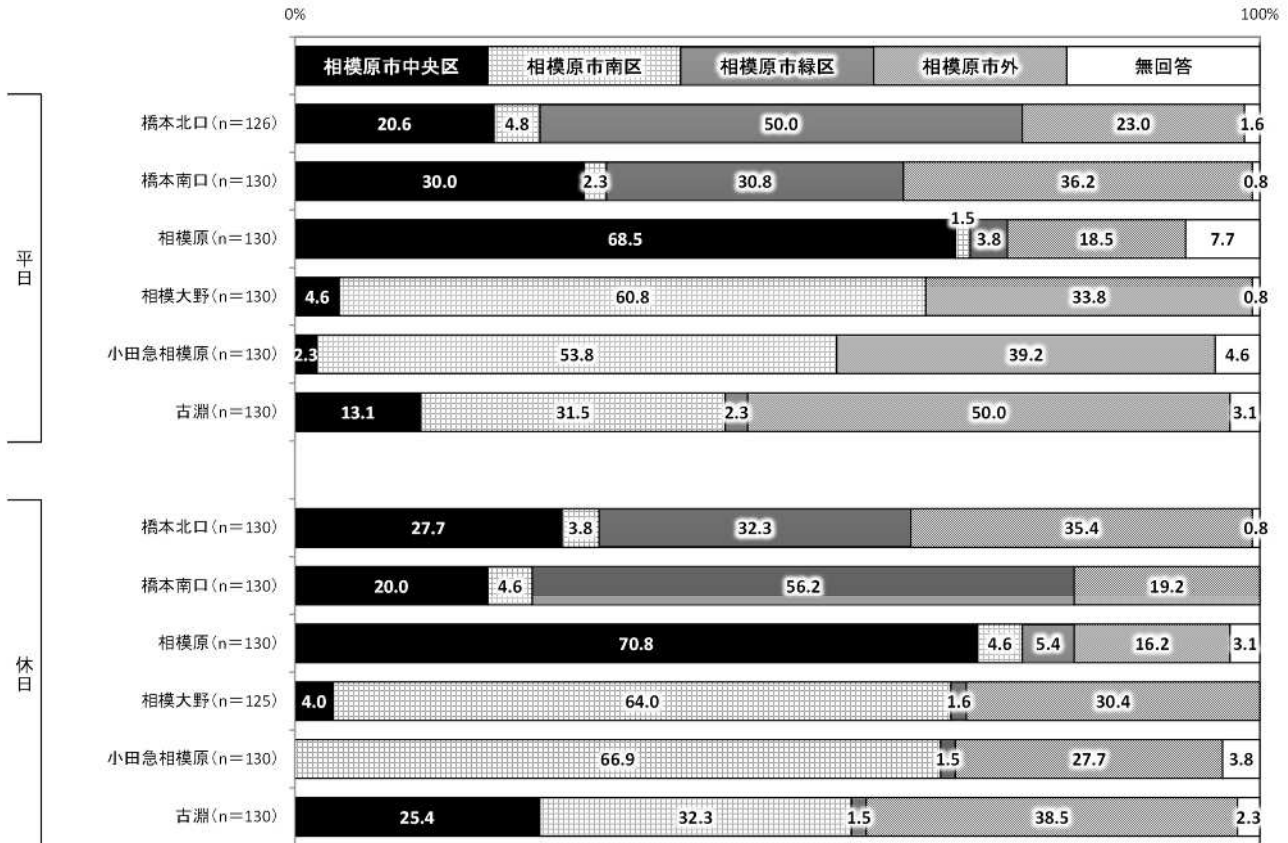 0% 100%
相模原市中央区 相模原市南区 相模原市緑区 相模原市外 無回答
平日
橋本北口(n=126) 20.6 4.8 50.0 23.0 1.6
橋本南口(n=130) 30.0 2.3 30.8 36.2 0.8
相模原(n=130) 68.5 1.5 3.8 18.5 7.7
相模大野(n=130) 4.6 60.8 33.8 0.8
小田急相模原(n=130) 2.3 53.8 39.2 4.6
古淵(n=130) 13.1 31.5 2.3 50.0 3.1
休日
橋本北口(n=130) 27.7 3.8 32.3 35.4 0.8
橋本南口(n=130) 20.0 4.6 56.2 19.2
相模原(n=130) 70.8 4.6 5.4 16.2 3.1
相模大野(n=125) 4.0 64.0 1.6 30.4
小田急相模原(n=130) 66.9 1.5 27.7 3.8
古淵(n=130) 25.4 32.3 1.5 38.5 2.3